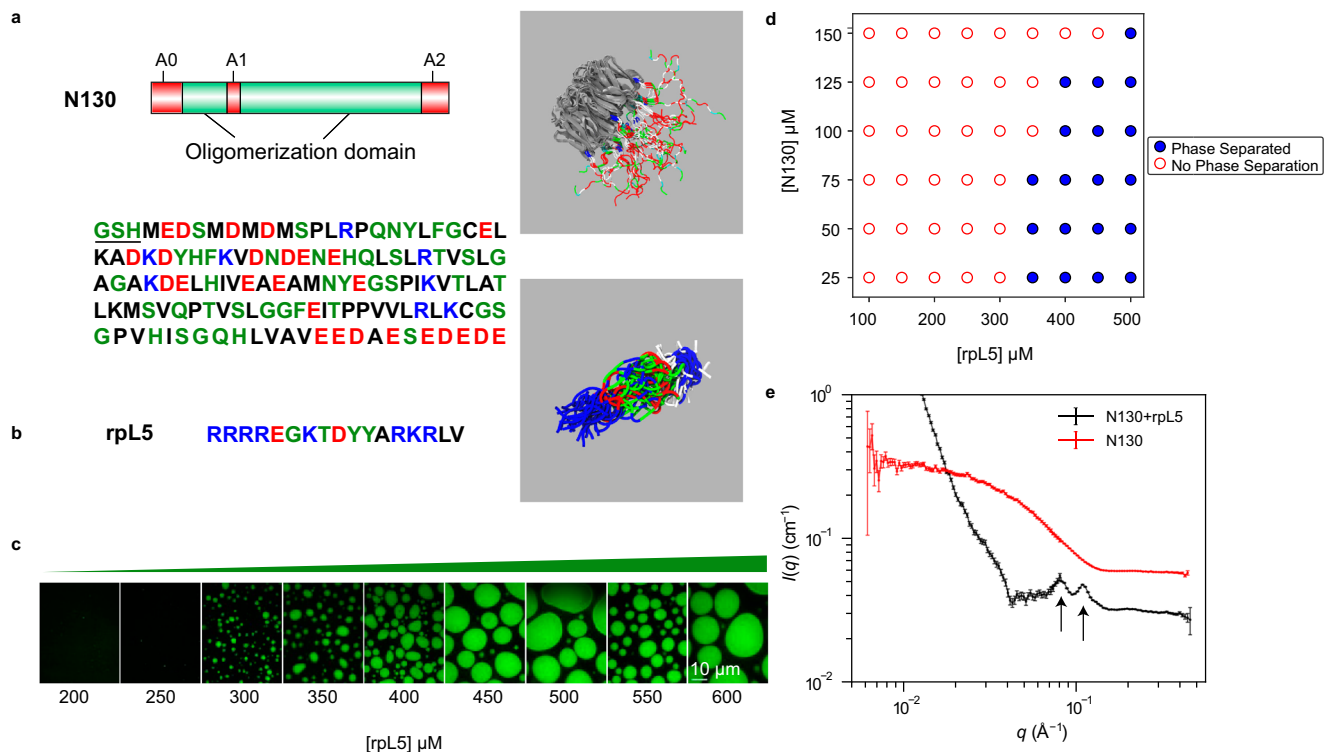 a
A0 A1 A2
N130
Oligomerization domain
GSHMEDSMDMDMSPLRPQNYLFGCEL
KADKDYHFKVDNDENEHQLSLRTVSLG
AGAKDELHIVEAEAMNYEGSPIKVTLAT
LKMSVQPTVSLGGFEITPPVVLRLKCGS
GPVHISGQHLVAVEEDAESEDEDE
b
rpL5
RRRREGKTDYYARKRLV
c
10 µm
200 250 300 350 400 450 500 550 600
[rpL5] µM
d
150
125
100
75
50
25
[N130] µM
100 200 300 400 500
[rpL5] µM
Phase Separated
No Phase Separation
e
10⁰
10⁻¹
10⁻²
I(q) (cm⁻¹)
N130+rpL5
N130
10⁻² 10⁻¹
q (Å⁻¹)